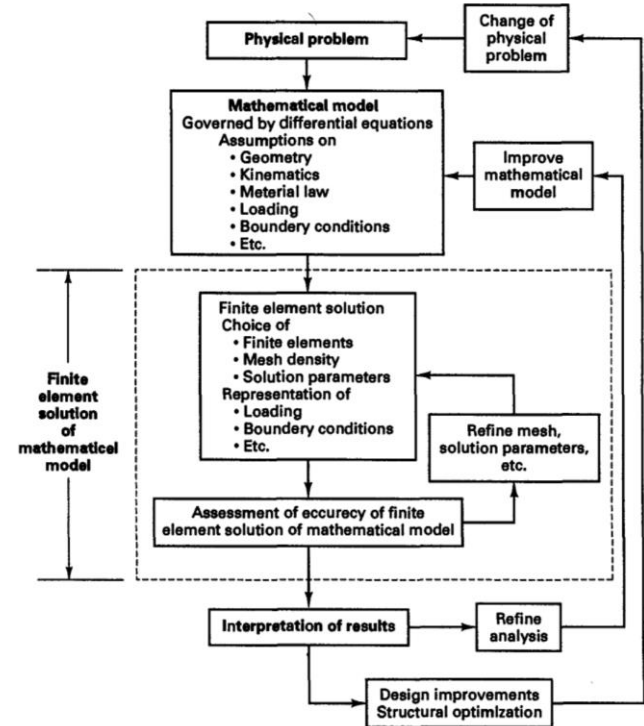 Physical problem
Change of
physical
problem
Mathematical model
Governed by differential equations
Assumptions on
• Geometry
• Kinematics
• Meterial law
• Loading
• Boundery conditions
• Etc.
Improve
mathematical
model
Finite
element
solution
of
mathematicel
model
Finite element solution
Choice of
• Finite elements
• Mesh density
• Solution parameters
Representation of
• Loading
• Boundery conditions
• Etc.
Refine mesh,
solution parameters,
etc.
Assessment of eccurecy of finite
element solution of mathematical model
Interpretation of results
Refine
analysis
Design improvements
Structural optimization